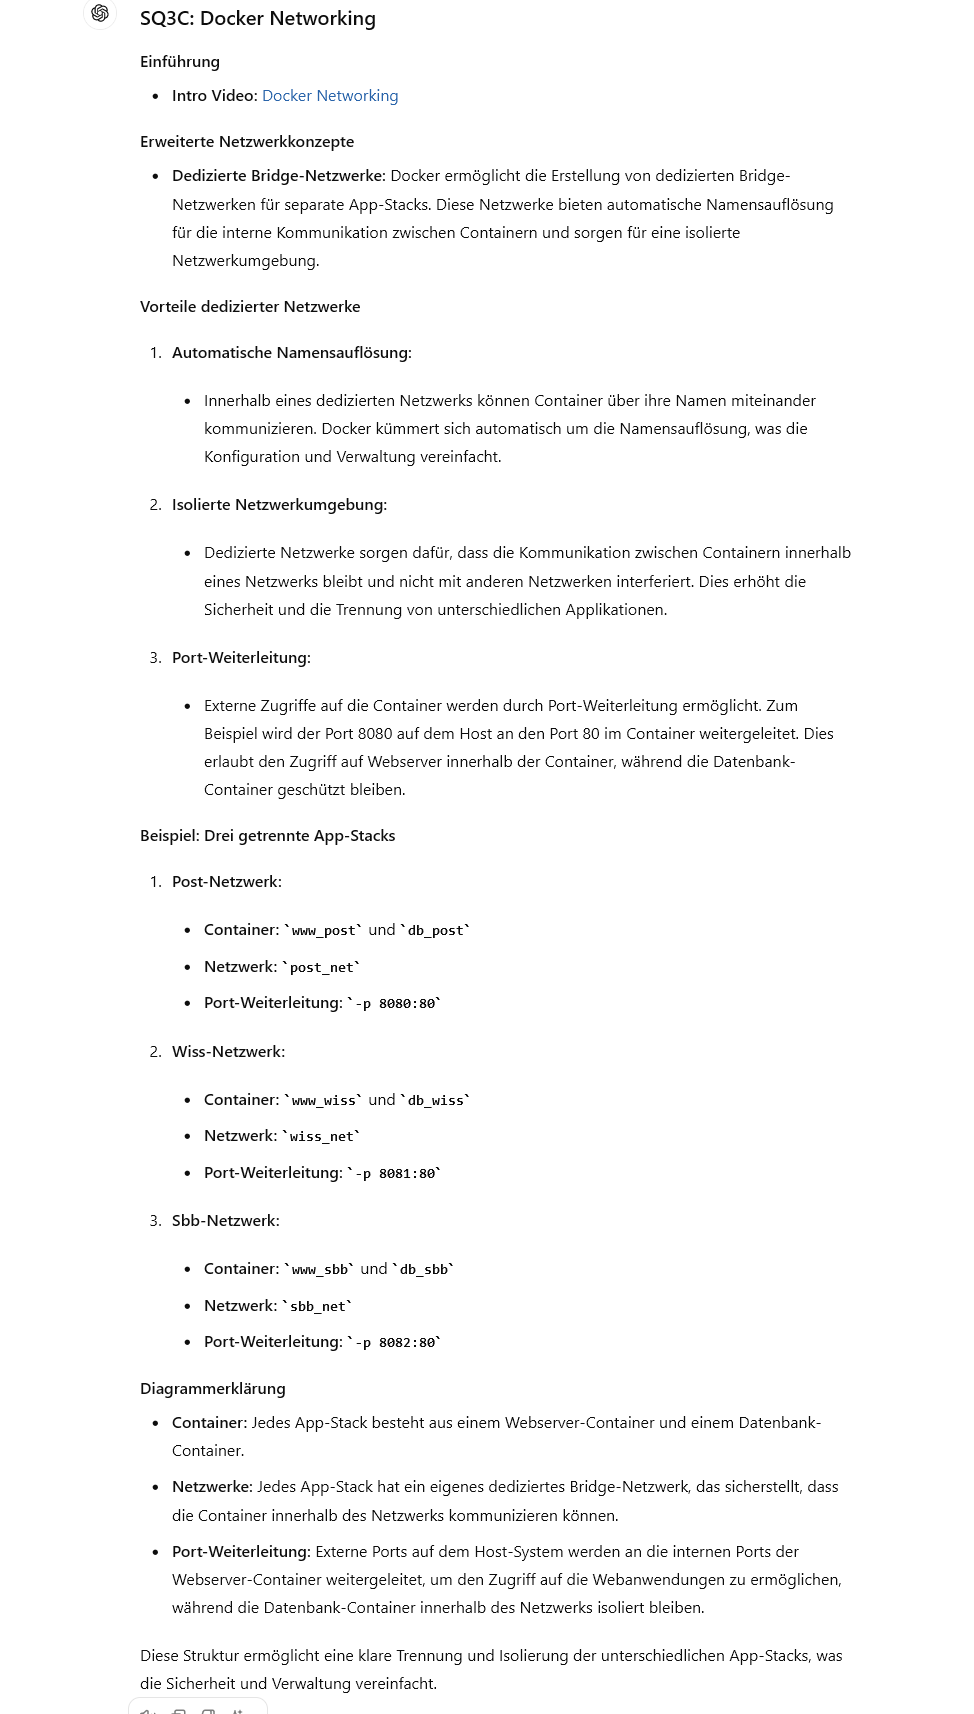 SQ3C: Docker Networking
Einführung
• Intro Video: Docker Networking
Erweiterte Netzwerkkonzepte
• Dedizierte Bridge-Netzwerke: Docker ermöglicht die Erstellung von dedizierten Bridge-
Netzwerken für separate App-Stacks. Diese Netzwerke bieten automatische Namensauflösung
für die interne Kommunikation zwischen Containern und sorgen für eine isolierte
Netzwerkumgebung.
Vorteile dedizierter Netzwerke
1. Automatische Namensauflösung:
• Innerhalb eines dedizierten Netzwerks können Container über ihre Namen miteinander
kommunizieren. Docker kümmert sich automatisch um die Namensauflösung, was die
Konfiguration und Verwaltung vereinfacht.
2. Isolierte Netzwerkumgebung:
• Dedizierte Netzwerke sorgen dafür, dass die Kommunikation zwischen Containern innerhalb
eines Netzwerks bleibt und nicht mit anderen Netzwerken interferiert. Dies erhöht die
Sicherheit und die Trennung von unterschiedlichen Applikationen.
3. Port-Weiterleitung:
• Externe Zugriffe auf die Container werden durch Port-Weiterleitung ermöglicht. Zum
Beispiel wird der Port 8080 auf dem Host an den Port 80 im Container weitergeleitet. Dies
erlaubt den Zugriff auf Webserver innerhalb der Container, während die Datenbank-
Container geschützt bleiben.
Beispiel: Drei getrennte App-Stacks
1. Post-Netzwerk:
• Container: `www_post` und `db_post`
• Netzwerk: `post_net`
• Port-Weiterleitung: `-p 8080:80`
2. Wiss-Netzwerk:
• Container: `www_wiss` und `db_wiss`
• Netzwerk: `wiss_net`
• Port-Weiterleitung: `-p 8081:80`
3. Sbb-Netzwerk:
• Container: `www_sbb` und `db_sbb`
• Netzwerk: `sbb_net`
• Port-Weiterleitung: `-p 8082:80`
Diagrammerklärung
• Container: Jedes App-Stack besteht aus einem Webserver-Container und einem Datenbank-
Container.
• Netzwerke: Jedes App-Stack hat ein eigenes dediziertes Bridge-Netzwerk, das sicherstellt, dass
die Container innerhalb des Netzwerks kommunizieren können.
• Port-Weiterleitung: Externe Ports auf dem Host-System werden an die internen Ports der
Webserver-Container weitergeleitet, um den Zugriff auf die Webanwendungen zu ermöglichen,
während die Datenbank-Container innerhalb des Netzwerks isoliert bleiben.
Diese Struktur ermöglicht eine klare Trennung und Isolierung der unterschiedlichen App-Stacks, was
die Sicherheit und Verwaltung vereinfacht.